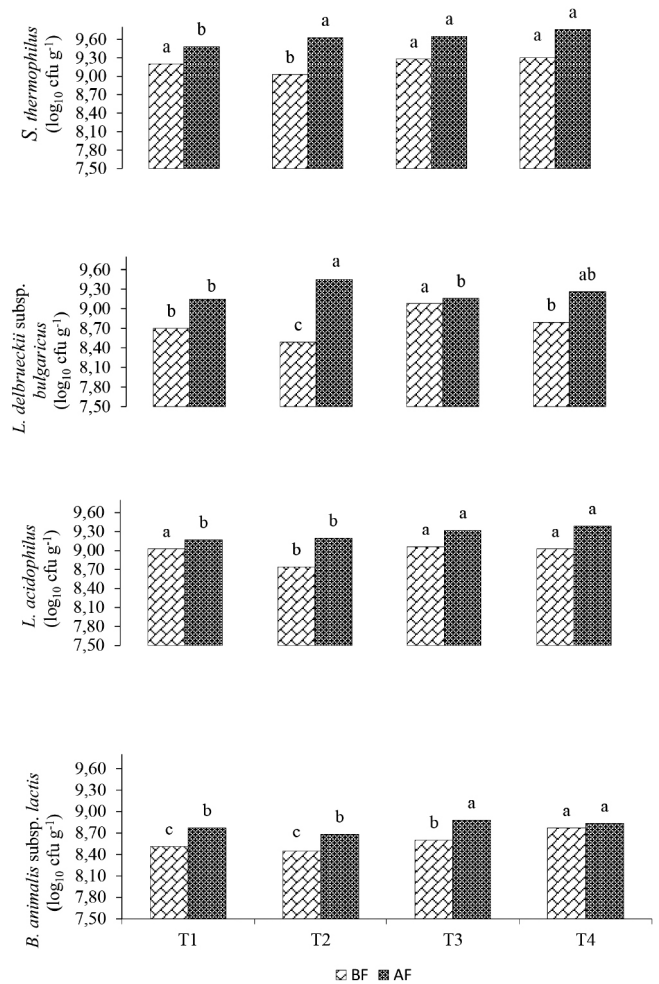 S. thermophilus
(log10 cfu g-1)
9,60
9,30
9,00
8,70
8,40
8,10
7,80
7,50
a b
b a
a a
a a
L. delbrueckii subsp.
bulgaricus
(log10 cfu g-1)
9,60
9,30
9,00
8,70
8,40
8,10
7,80
7,50
b b
c a
a b
b ab
L. acidophilus
(log10 cfu g-1)
9,60
9,30
9,00
8,70
8,40
8,10
7,80
7,50
a b
b b
a a
a a
B. animalis subsp. lactis
(log10 cfu g-1)
9,60
9,30
9,00
8,70
8,40
8,10
7,80
7,50
c b
c b
b a
a a
T1 T2 T3 T4
BF AF